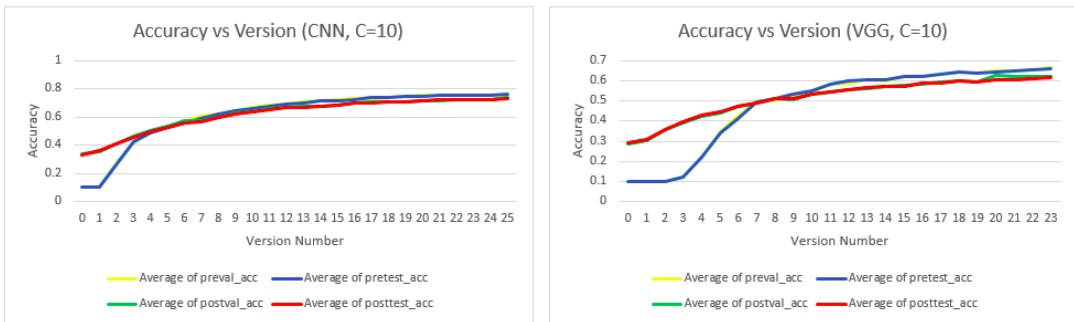 Accuracy vs Version (CNN, C=10)
1
0.8
0.6
0.4
0.2
0
Accuracy
0 1 2 3 4 5 6 7 8 9 10 11 12 13 14 15 16 17 18 19 20 21 22 23 24 25
Version Number
Average of preval_acc Average of pretest_acc
Average of postval_acc Average of posttest_acc
Accuracy vs Version (VGG, C=10)
0.7
0.6
0.5
0.4
0.3
0.2
0.1
0
Accuracy
0 1 2 3 4 5 6 7 8 9 10 11 12 13 14 15 16 17 18 19 20 21 22 23
Version Number
Average of preval_acc Average of pretest_acc
Average of postval_acc Average of posttest_acc